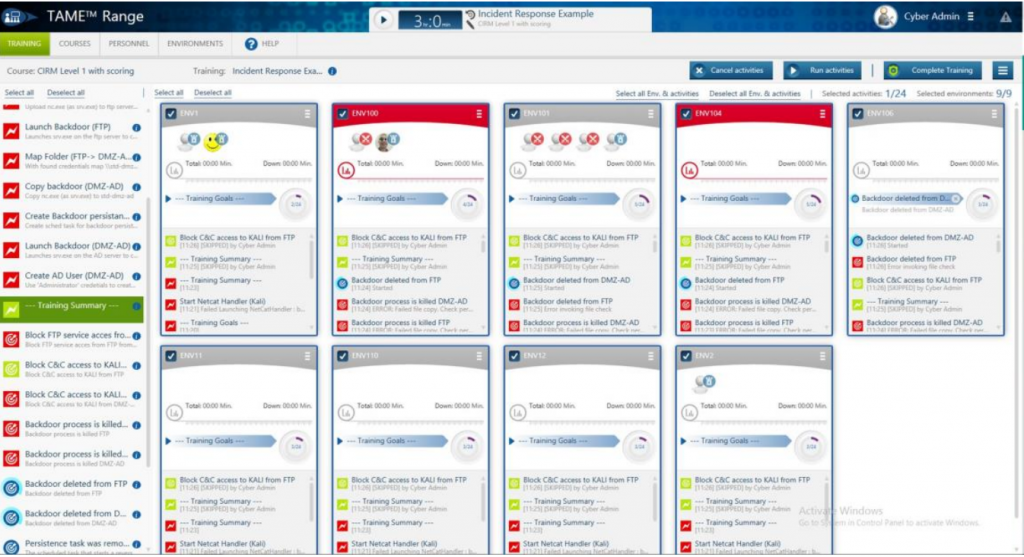 TAME™ Range
3Hr.:0Min
Incident Response Example
CIRM Level 1 with scoring
Cyber Admin
TRAINING
COURSES
PERSONNEL
ENVIRONMENTS
HELP
Course: CIRM Level 1 with scoring
Training: Incident Response Exa...
Cancel activities
Run activities
Complete Training
Select all
Deselect all
Select all
Deselect all
Select all Env. & activities
Deselect all Env. & activities
Selected activities: 1/24
Selected environments: 9/9
Upload nc.exe (as srv.exe) to ftp server...
Launch Backdoor (FTP)
Launches srv.exe on the ftp server to c...
Map Folder (FTP-> DMZ-A...
With found credentials map \\std-dmz...
Copy backdoor (DMZ-AD)
Copy nc.exe (as srv.exe) to std-dmz-ad
Create Backdoor persistan...
Create sched task for backdoor persist...
Launch Backdoor (DMZ-AD)
Launches srv.exe on the AD server to c...
Create AD User (DMZ-AD)
Use 'Administrator' credetials to creat...
--- Training Summary ----
Block FTP service acces fro...
Block FTP service acces from FTP from...
Block C&C access to KALI...
Block C&C access to KALI from FTP
Block C&C access to KALI...
Block C&C access to KALI from DMZ-...
Backdoor process is killed...
Backdoor process is killed FTP
Backdoor process is killed...
Backdoor process is killed DMZ-AD
Backdoor deleted from FTP
Backdoor deleted from FTP
Backdoor deleted from D...
Backdoor deleted from DMZ-AD
Persistence task was remo...
ENV1
Total: 00:00 Min.
Down: 00:00 Min.
--- Training Goals ---
2/24
Block C&C access to KALI from FTP
[11:26] [SKIPPED] by Cyber Admin
--- Training Summary ----
[11:25] [SKIPPED] by Cyber Admin
--- Training Summary ----
[11:23]
Start Netcat Handler (Kali)
[11:21] Failed Launching NetCatHandler : b...
--- Training Goals ---
ENV100
Total: 00:00 Min.
Down: 00:00 Min.
--- Training Goals ---
4/24
Block C&C access to KALI from FTP
[11:26] [SKIPPED] by Cyber Admin
--- Training Summary ----
[11:25] [SKIPPED] by Cyber Admin
Backdoor deleted from FTP
[11:24] Started
Backdoor process is killed DMZ-AD
[11:24] ERROR: Failed file copy. Check per...
Backdoor process is killed FTP
ENV101
Total: 00:00 Min.
Down: 00:00 Min.
--- Training Goals ---
5/24
Block C&C access to KALI from FTP
[11:26] [SKIPPED] by Cyber Admin
--- Training Summary ----
[11:25] [SKIPPED] by Cyber Admin
Backdoor deleted from DMZ-AD
[11:24] Started
Backdoor deleted from FTP
[11:23] Error invoking file check
Backdoor process is killed DMZ-AD
ENV104
Total: 00:00 Min.
Down: 00:00 Min.
--- Training Goals ---
5/24
Block C&C access to KALI from FTP
[11:26] [SKIPPED] by Cyber Admin
--- Training Summary ----
[11:25] [SKIPPED] by Cyber Admin
Backdoor deleted from DMZ-AD
[11:24] Started
Backdoor deleted from FTP
Backdoor process is killed DMZ-AD
[11:24] ERROR: Failed file copy. Check per...
ENV106
Total: 00:00 Min.
Down: 00:00 Min.
Backdoor deleted from D...
Backdoor deleted from DMZ-AD
Backdoor deleted from DMZ-AD
[11:28] Started
Backdoor deleted from FTP
[11:28] Error invoking file check
Block C&C access to KALI from FTP
[11:26] [SKIPPED] by Cyber Admin
--- Training Summary ----
[11:25] [SKIPPED] by Cyber Admin
Backdoor process is killed DMZ-AD
ENV11
Total: 00:00 Min.
Down: 00:00 Min.
--- Training Goals ---
Block C&C access to KALI from FTP
[11:26] [SKIPPED] by Cyber Admin
--- Training Summary ----
[11:25] [SKIPPED] by Cyber Admin
--- Training Summary ----
[11:23]
Start Netcat Handler (Kali)
[11:21] Failed Launching NetCatHandler : b...
ENV110
Total: 00:00 Min.
Down: 00:00 Min.
--- Training Goals ---
Block C&C access to KALI from FTP
[11:26] [SKIPPED] by Cyber Admin
--- Training Summary ----
[11:25] [SKIPPED] by Cyber Admin
--- Training Summary ----
[11:23]
Start Netcat Handler (Kali)
[11:21] Failed Launching NetCatHandler : b...
ENV12
Total: 00:00 Min.
Down: 00:00 Min.
--- Training Goals ---
Block C&C access to KALI from FTP
[11:26] [SKIPPED] by Cyber Admin
--- Training Summary ----
[11:25] [SKIPPED] by Cyber Admin
--- Training Summary ----
[11:23]
Start Netcat Handler (Kali)
[11:21] Failed Launching NetCatHandler : b...
ENV2
Total: 00:00 Min.
Down: 00:00 Min.
--- Training Goals ---
Block C&C access to KALI from FTP
[11:26] [SKIPPED] by Cyber Admin
--- Training Summary ----
[11:25] [SKIPPED] by Cyber Admin
--- Training Summary ----
[11:23]
Start Netcat Handler (Kali)
[11:21] Failed Launching NetCatHandler : b...
Activate Windows
Go to System in Control Panel to activate Windows.